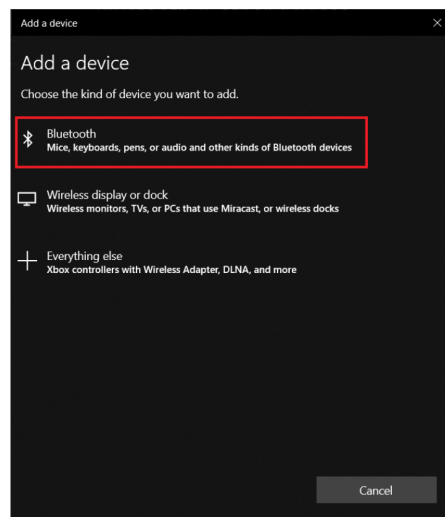 Add a device
Add a device
Choose the kind of device you want to add.
Bluetooth
Mice, keyboards, pens, or audio and other kinds of Bluetooth devices
Wireless display or dock
Wireless monitors, TVs, or PCs that use Miracast, or wireless docks
Everything else
Xbox controllers with Wireless Adapter, DLNA, and more
Cancel